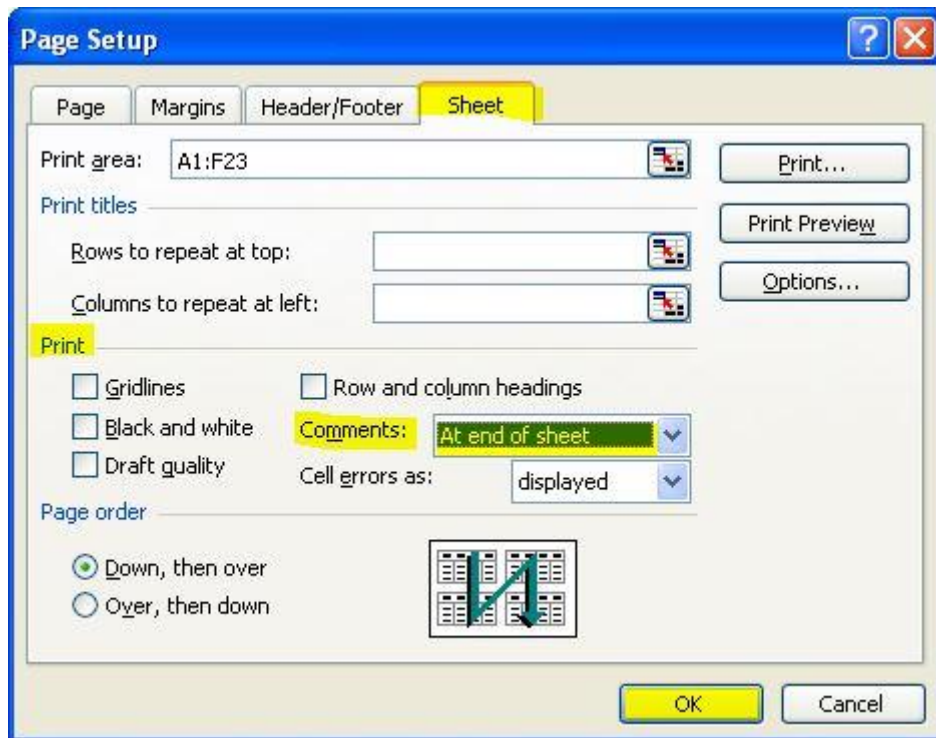 Page Setup
Page Margins Header/Footer Sheet
Print area: A1:F23 Print...
Print titles Print Preview
Rows to repeat at top:
Columns to repeat at left: Options...
Print
Gridlines Row and column headings
Black and white Comments: At end of sheet
Draft quality Cell errors as: displayed
Page order
Down, then over
Over, then down
OK Cancel